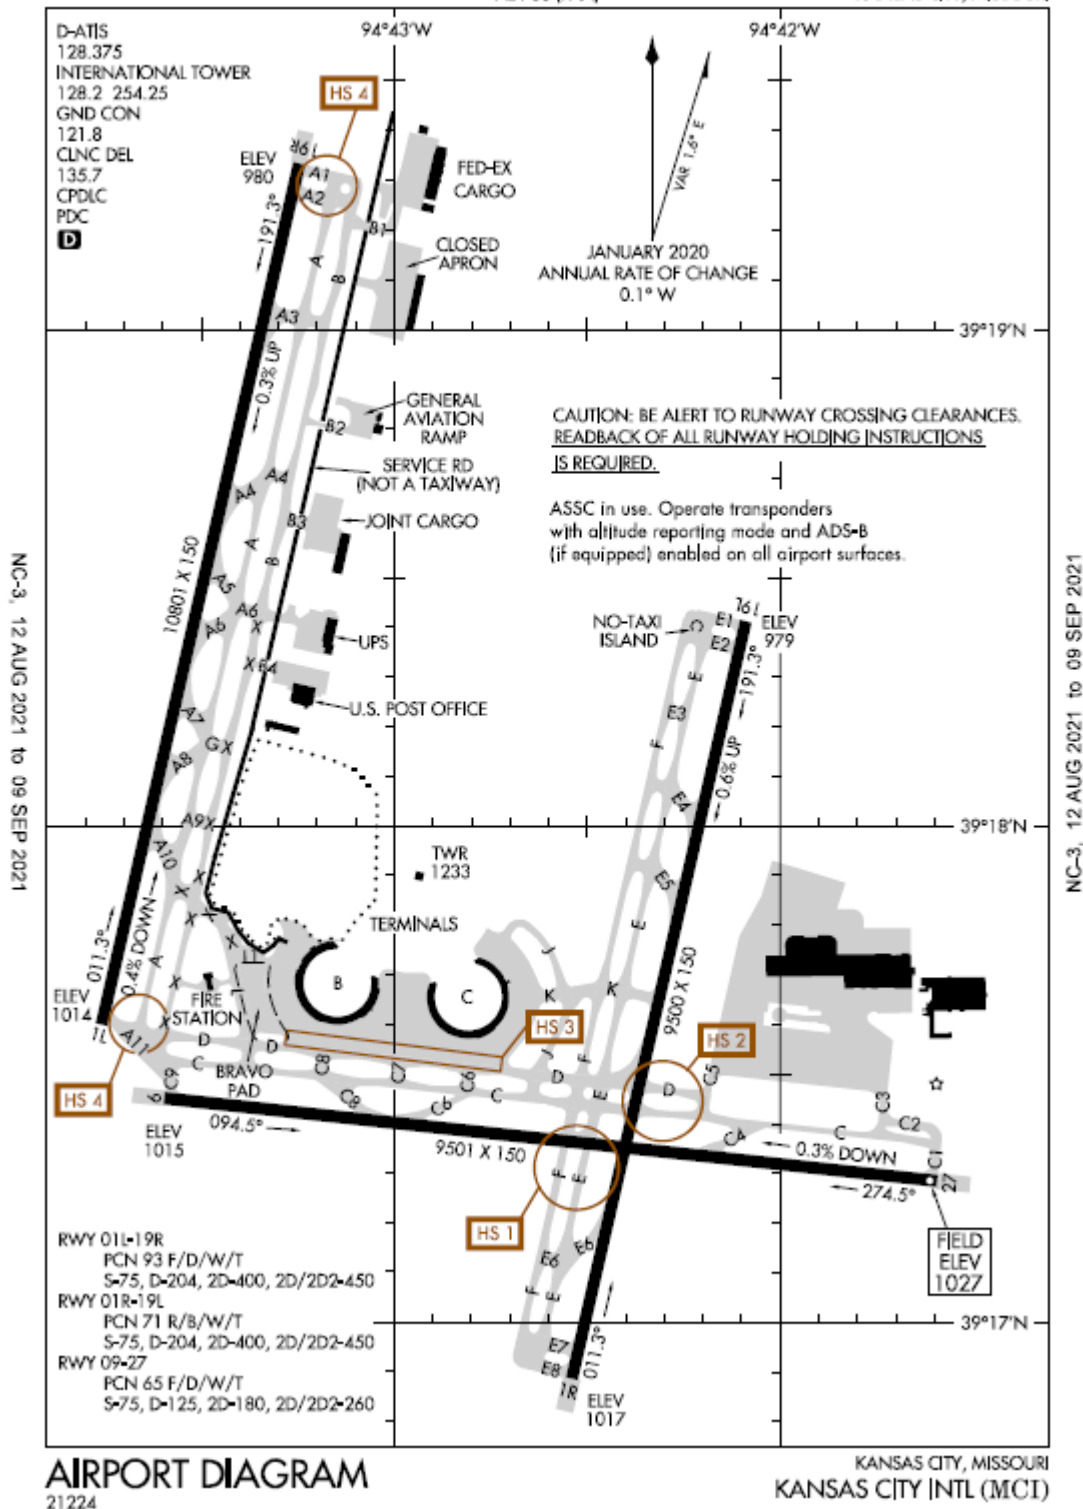 D-ATIS
128.375
INTERNATIONAL TOWER
128.2 254.25
GND CON
121.8
CLNC DEL
135.7
CPDLC
PDC
D
94°43'W
94°42'W
HS 4
ELEV
980
19R
A1
A2
FED-EX
CARGO
VAR 1.6° E
191.3°
B1
CLOSED
APRON
JANUARY 2020
ANNUAL RATE OF CHANGE
0.1° W
A
B
A3
39°19'N
0.3% UP
GENERAL
AVIATION
RAMP
B2
CAUTION: BE ALERT TO RUNWAY CROSSING CLEARANCES.
READBACK OF ALL RUNWAY HOLDING INSTRUCTIONS
IS REQUIRED.
SERVICE RD
(NOT A TAXIWAY)
A4
A4
B3
JOINT CARGO
ASSC in use. Operate transponders
with altitude reporting mode and ADS-B
(if equipped) enabled on all airport surfaces.
A
B
10801 X 150
A5
A6
A6
X
UPS
NO-TAXI
ISLAND
E1
E2
19L
ELEV
979
191.3°
X
B4
E
U.S. POST OFFICE
E3
F
A7
G X
A8
0.6% UP
E4
A9X
39°18'N
A10
TWR
1233
E5
X
X
X
X
X
TERMINALS
E
J
K
K
B
C
011.3°
0.4% DOWN
A
X
L
FIRE
STATION
ELEV
1014
1L
A11
X
D
X
D
HS 3
9500 X 150
HS 2
C
BRAVO
PAD
C8
C7
C6
J
F
D
E
D
C5
HS 4
9
C9
C8
C6
C
C3
C2
C
C4
ELEV
1015
094.5°
9501 X 150
0.3% DOWN
C1
27
274.5°
F
E
HS 1
FIELD
ELEV
1027
E6
E6
F
E
RWY 01L-19R
PCN 93 F/D/W/T
S-75, D-204, 2D-400, 2D/2D2-450
RWY 01R-19L
PCN 71 R/B/W/T
S-75, D-204, 2D-400, 2D/2D2-450
RWY 09-27
PCN 65 F/D/W/T
S-75, D-125, 2D-180, 2D/2D2-260
39°17'N
E7
E8
011.3°
1R
ELEV
1017
NC-3, 12 AUG 2021 to 09 SEP 2021
NC-3, 12 AUG 2021 to 09 SEP 2021
AIRPORT DIAGRAM
21224
KANSAS CITY, MISSOURI
KANSAS CITY INTL (MCI)